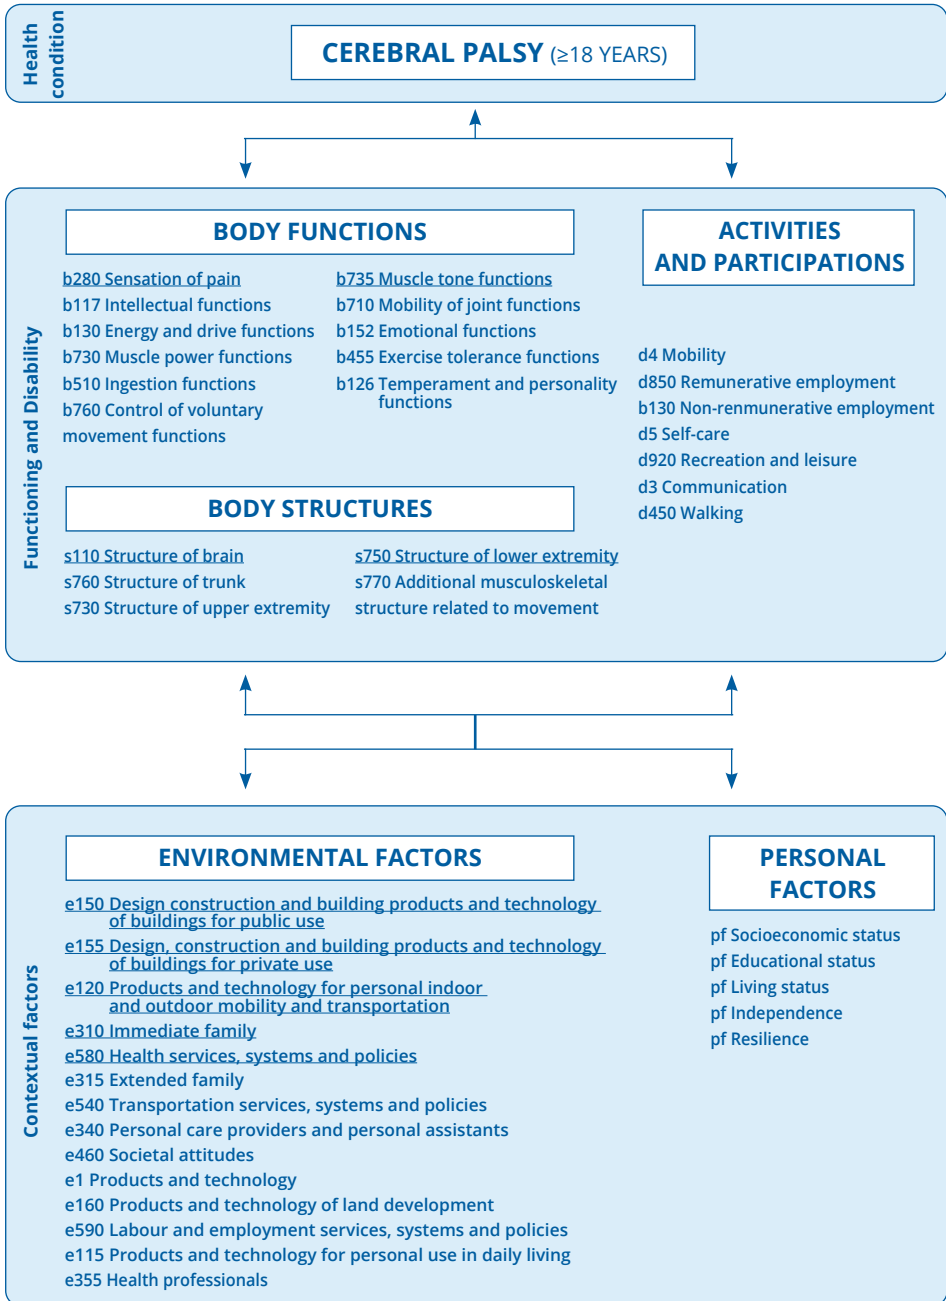 Health
condition
CEREBRAL PALSY (≥18 YEARS)
Functioning and Disability
BODY FUNCTIONS
b280 Sensation of pain
b117 Intellectual functions
b130 Energy and drive functions
b730 Muscle power functions
b510 Ingestion functions
b760 Control of voluntary
movement functions
b735 Muscle tone functions
b710 Mobility of joint functions
b152 Emotional functions
b455 Exercise tolerance functions
b126 Temperament and personality
functions
BODY STRUCTURES
s110 Structure of brain
s760 Structure of trunk
s730 Structure of upper extremity
s750 Structure of lower extremity
s770 Additional musculoskeletal
structure related to movement
ACTIVITIES
AND PARTICIPATIONS
d4 Mobility
d850 Remunerative employment
b130 Non-renmunerative employment
d5 Self-care
d920 Recreation and leisure
d3 Communication
d450 Walking
Contextual factors
ENVIRONMENTAL FACTORS
e150 Design construction and building products and technology
of buildings for public use
e155 Design, construction and building products and technology
of buildings for private use
e120 Products and technology for personal indoor
and outdoor mobility and transportation
e310 Immediate family
e580 Health services, systems and policies
e315 Extended family
e540 Transportation services, systems and policies
e340 Personal care providers and personal assistants
e460 Societal attitudes
e1 Products and technology
e160 Products and technology of land development
e590 Labour and employment services, systems and policies
e115 Products and technology for personal use in daily living
e355 Health professionals
PERSONAL
FACTORS
pf Socioeconomic status
pf Educational status
pf Living status
pf Independence
pf Resilience